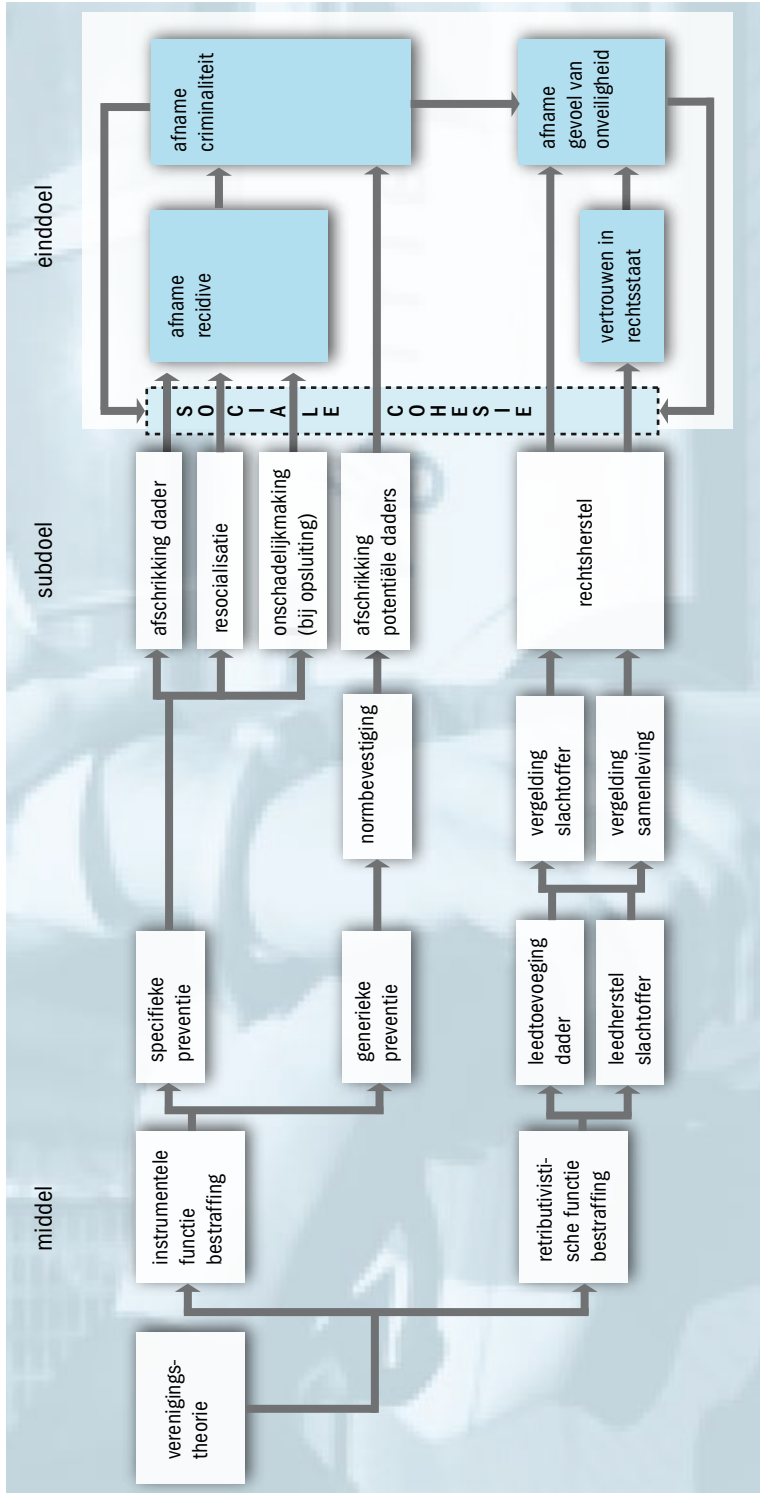 middel
subdoel
einddoel
verenigings-
theorie
instrumentele
functie
bestraffing
retributivisti-
sche functie
bestraffing
specifieke
preventie
generieke
preventie
leedtoevoeging
dader
leedherstel
slachtoffer
normbevestiging
vergelding
slachtoffer
vergelding
samenleving
afschrikking dader
resocialisatie
onschadelijkmaking
(bij opsluiting)
afschrikking
potentiële daders
rechtsherstel
SOCIALE COHESIE
afname
recidive
vertrouwen in
rechtsstaat
afname
criminaliteit
afname
gevoel van
onveiligheid